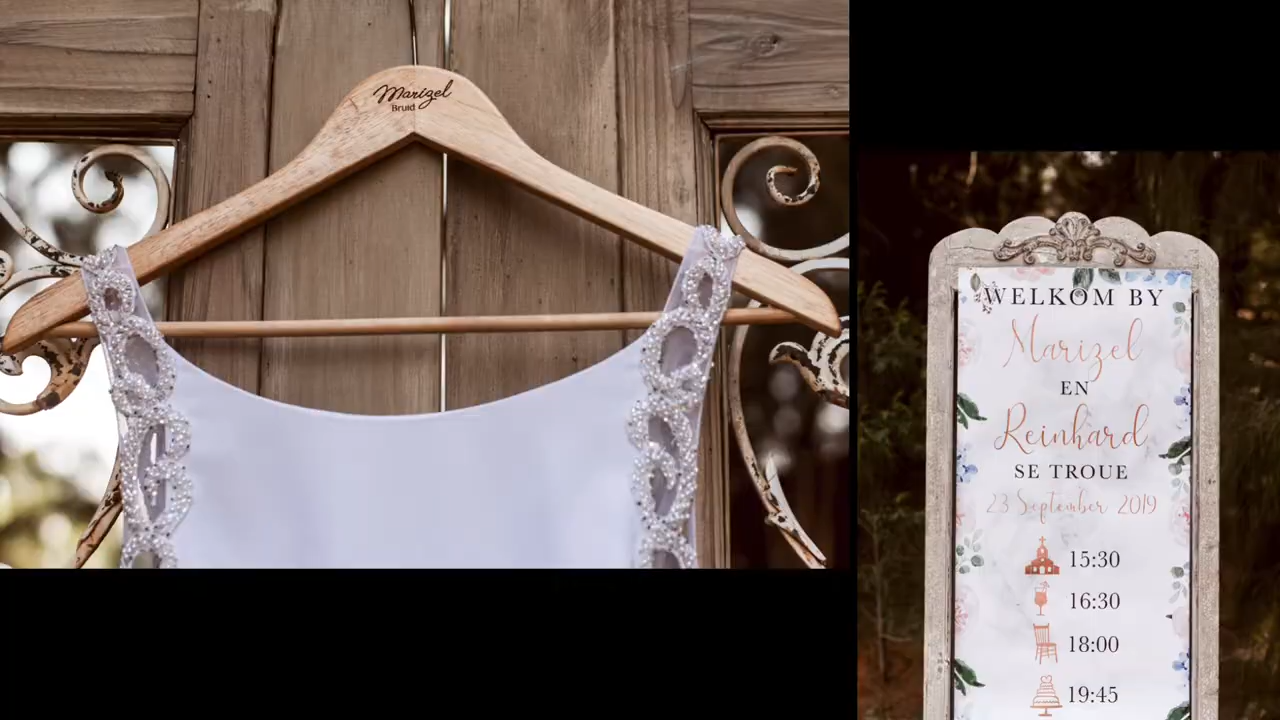 Marizel
Bruid
WELKOM BY
Marizel
EN
Reinhard
SE TROUE
23 September 2019
15:30
16:30
18:00
19:45